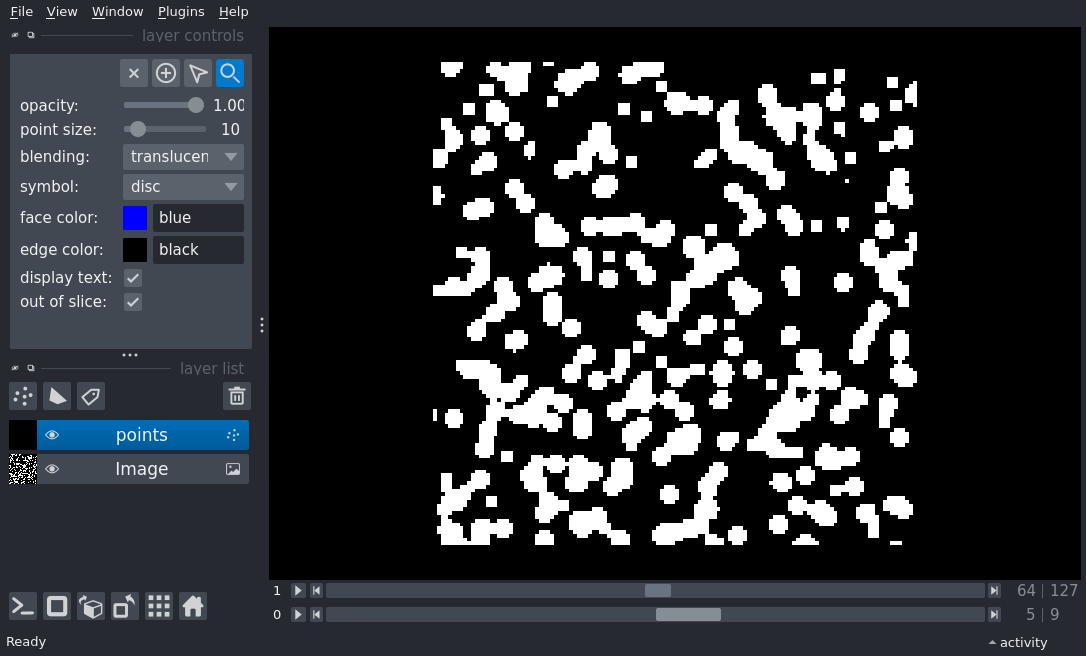 File View Window Plugins Help
layer controls
opacity: 1.00
point size: 10
blending: translucen
symbol: disc
face color: blue
edge color: black
display text:
out of slice:
layer list
points
Image
1 64 127
0 5 9
Ready activity